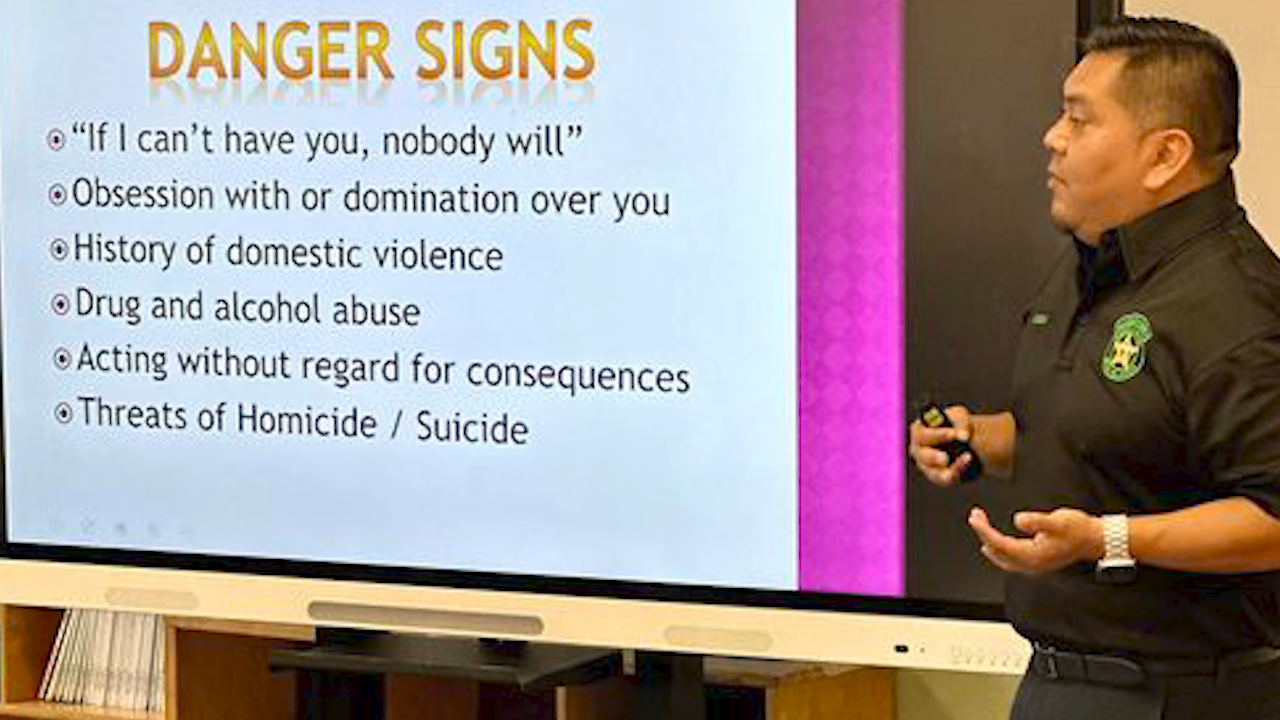 DANGER SIGNS
“If I can’t have you, nobody will”
Obsession with or domination over you
History of domestic violence
Drug and alcohol abuse
Acting without regard for consequences
Threats of Homicide / Suicide